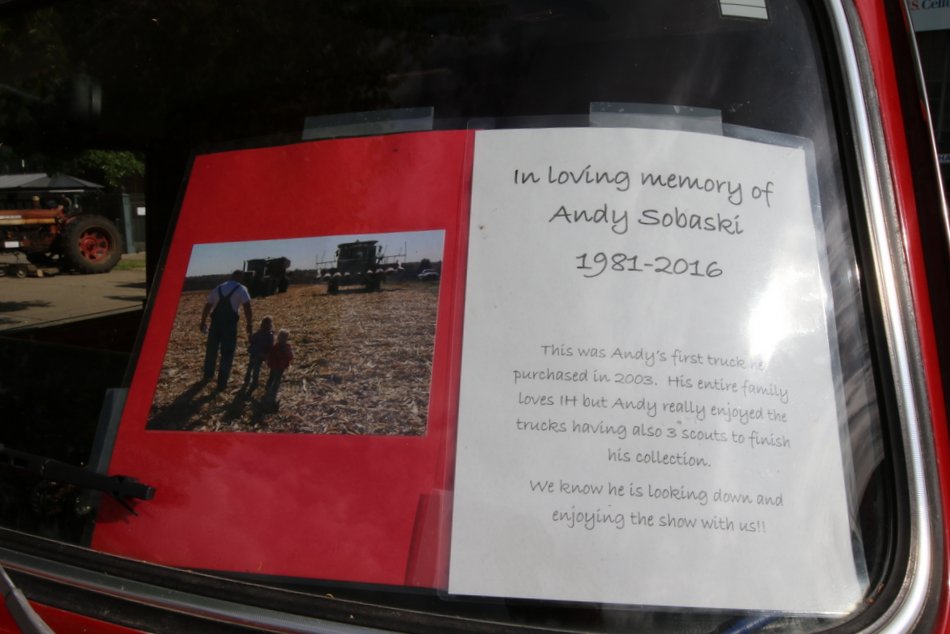 In loving memory of
Andy Sobaski
1981-2016
This was Andy's first truck he
purchased in 2003. His entire family
loves IH but Andy really enjoyed the
trucks having also 3 scouts to finish
his collection.
We know he is looking down and
enjoying the show with us!!